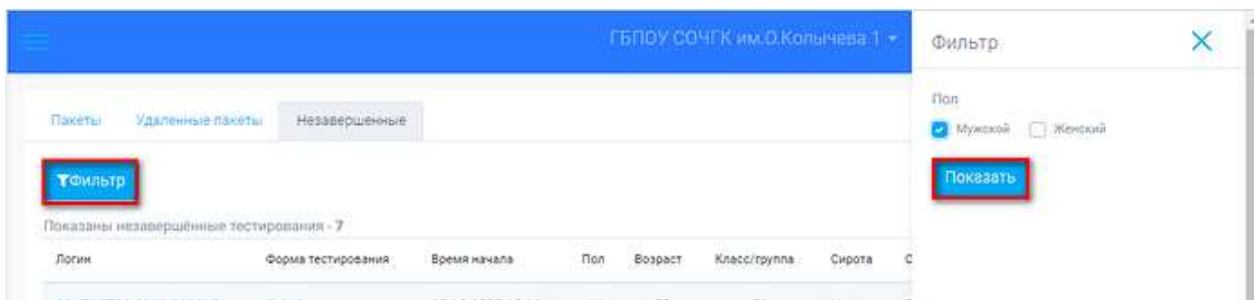 ГБПОУ СОЧГК им.О.Колычева 1
Фильтр
Пол
Мужской Женский
Показать
Пакеты Удаленные пакеты Незавершенные
Фильтр
Показаны незавершённые тестирования - 7
Логин Форма тестирования Время начала Пол Возраст Класс/группа Сирота